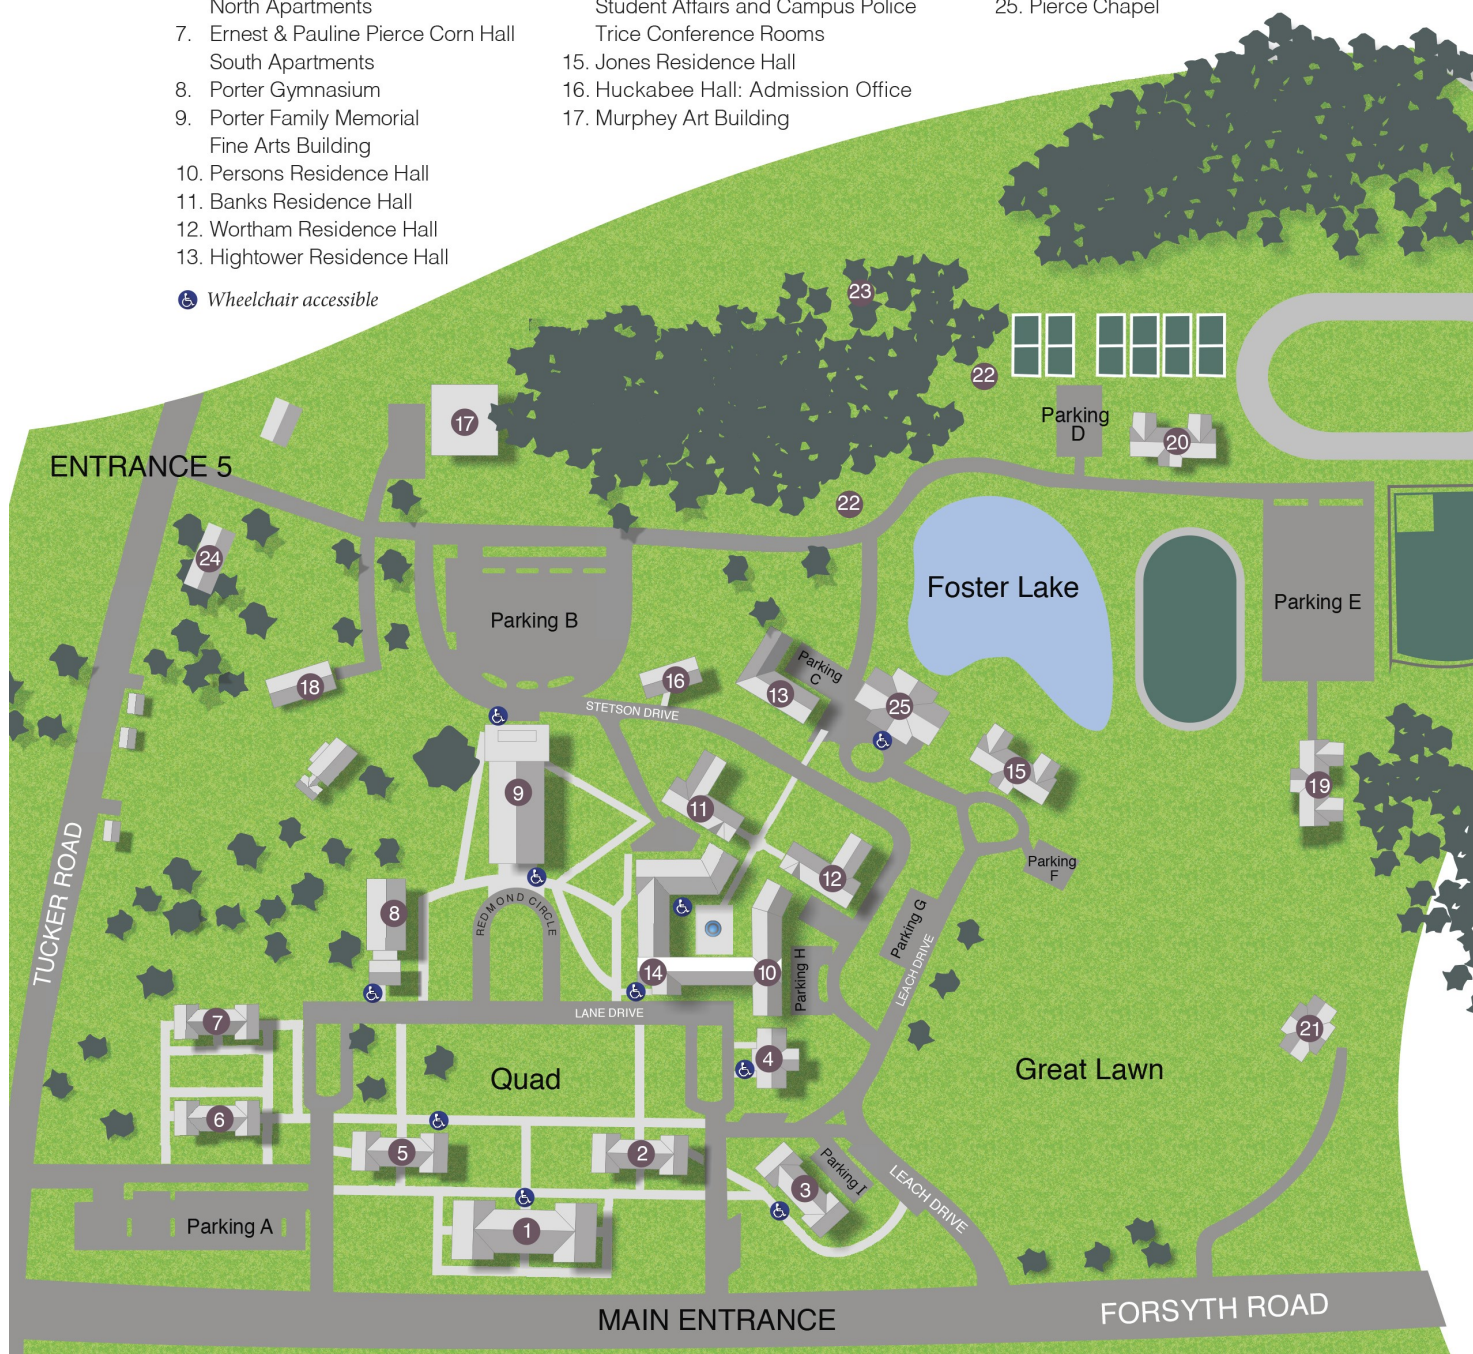 North Apartments
7. Ernest & Pauline Pierce Corn Hall
South Apartments
8. Porter Gymnasium
9. Porter Family Memorial
Fine Arts Building
10. Persons Residence Hall
11. Banks Residence Hall
12. Wortham Residence Hall
13. Hightower Residence Hall
Wheelchair accessible
Student Affairs and Campus Police
Trice Conference Rooms
15. Jones Residence Hall
16. Huckabee Hall: Admission Office
17. Murphey Art Building
25. Pierce Chapel
23
22
17
Parking
D
20
ENTRANCE 5
22
24
Foster Lake
Parking B
Parking E
18
16
13
Parking
C
25
STETSON DRIVE
15
19
9
11
Parking
F
12
TUCKER ROAD
8
REDMOND CIRCLE
Parking G
LEACH DRIVE
14
10
Parking H
LANE DRIVE
7
21
4
Quad
Great Lawn
6
5
2
3
Parking I
LEACH DRIVE
Parking A
1
MAIN ENTRANCE
FORSYTH ROAD